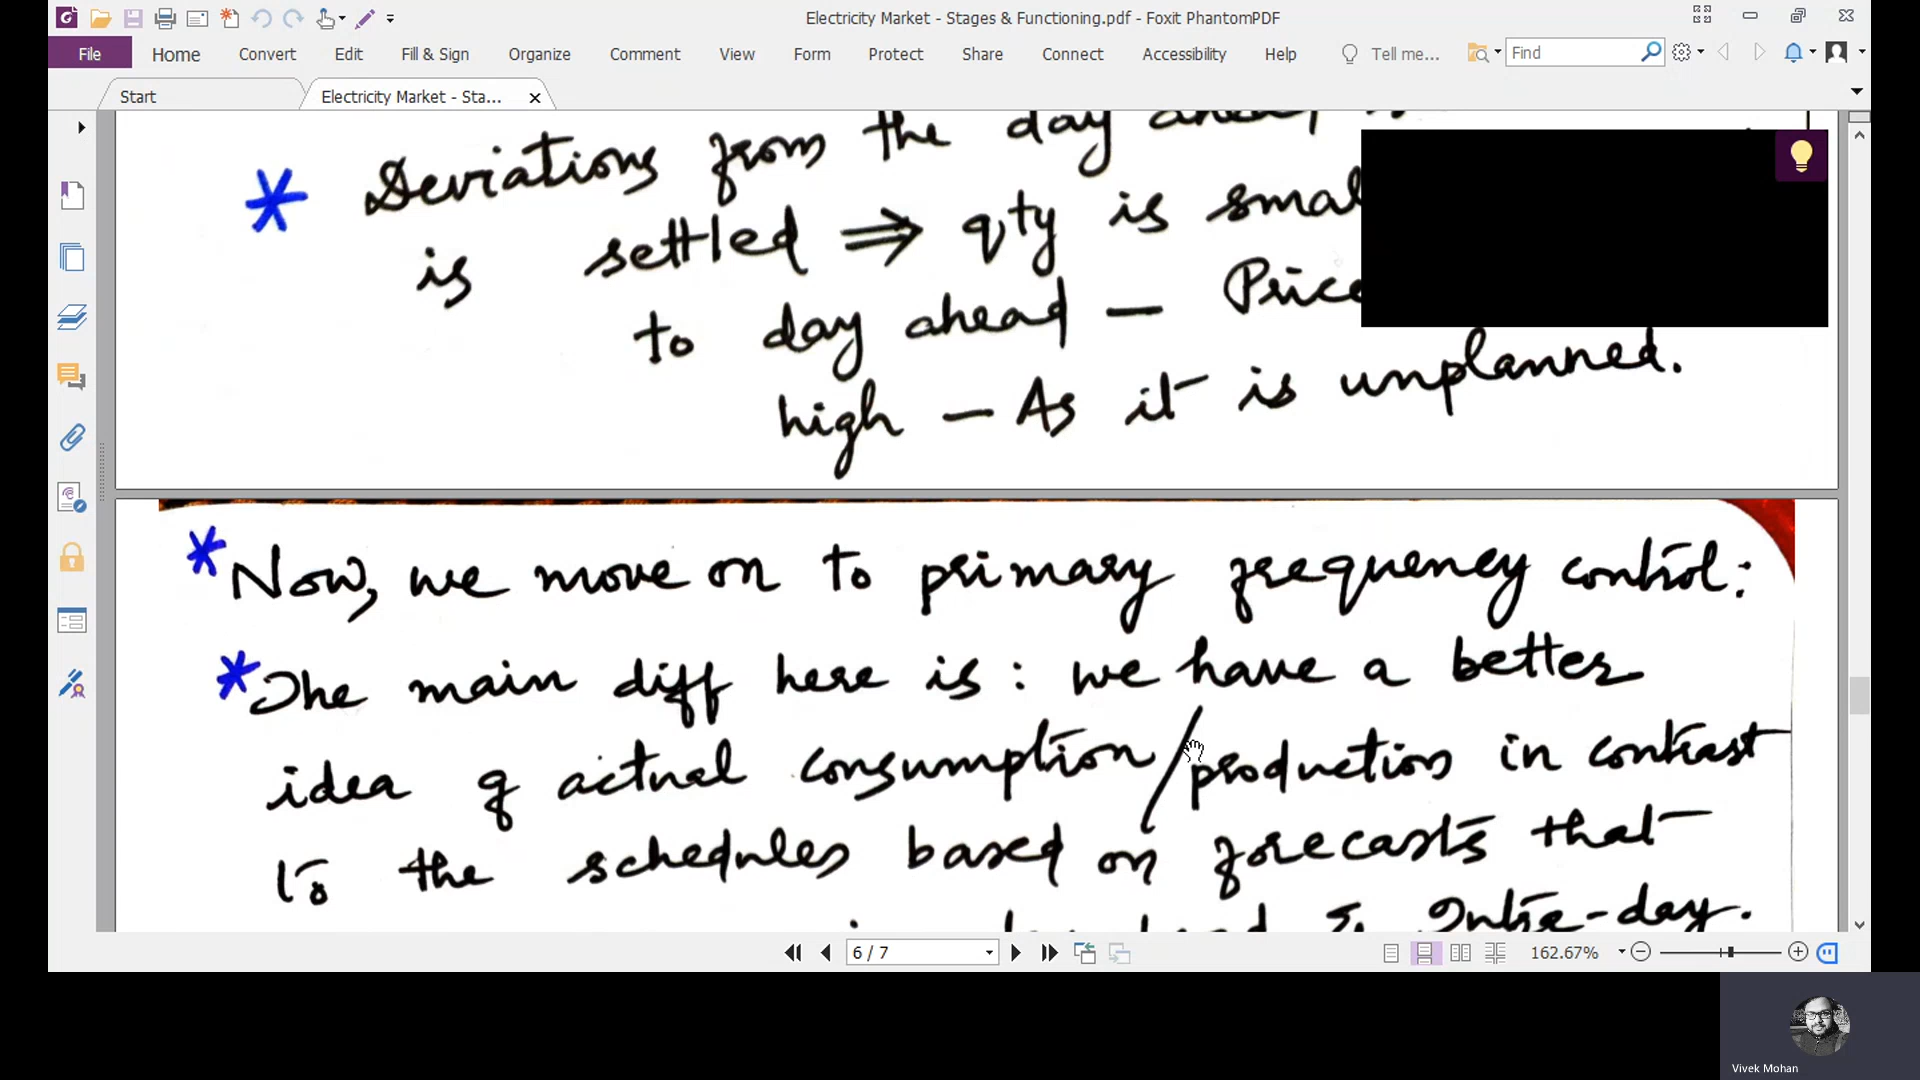 Electricity Market - Stages & Functioning.pdf - Foxit PhantomPDF
File Home Convert Edit Fill & Sign Organize Comment View Form Protect Share Connect Accessibility Help Tell me... Find
Start Electricity Market - Sta...
* Deviations from the day ahead
is settled ⇒ qty is small
to day ahead — Price
high — As it is unplanned.
* Now, we move on to primary frequency control:
* The main diff here is: we have a better
idea of actual consumption/production in contrast
to the schedules based on forecasts that
& Intra-day.
6 / 7 162.67%
Vivek Mohan